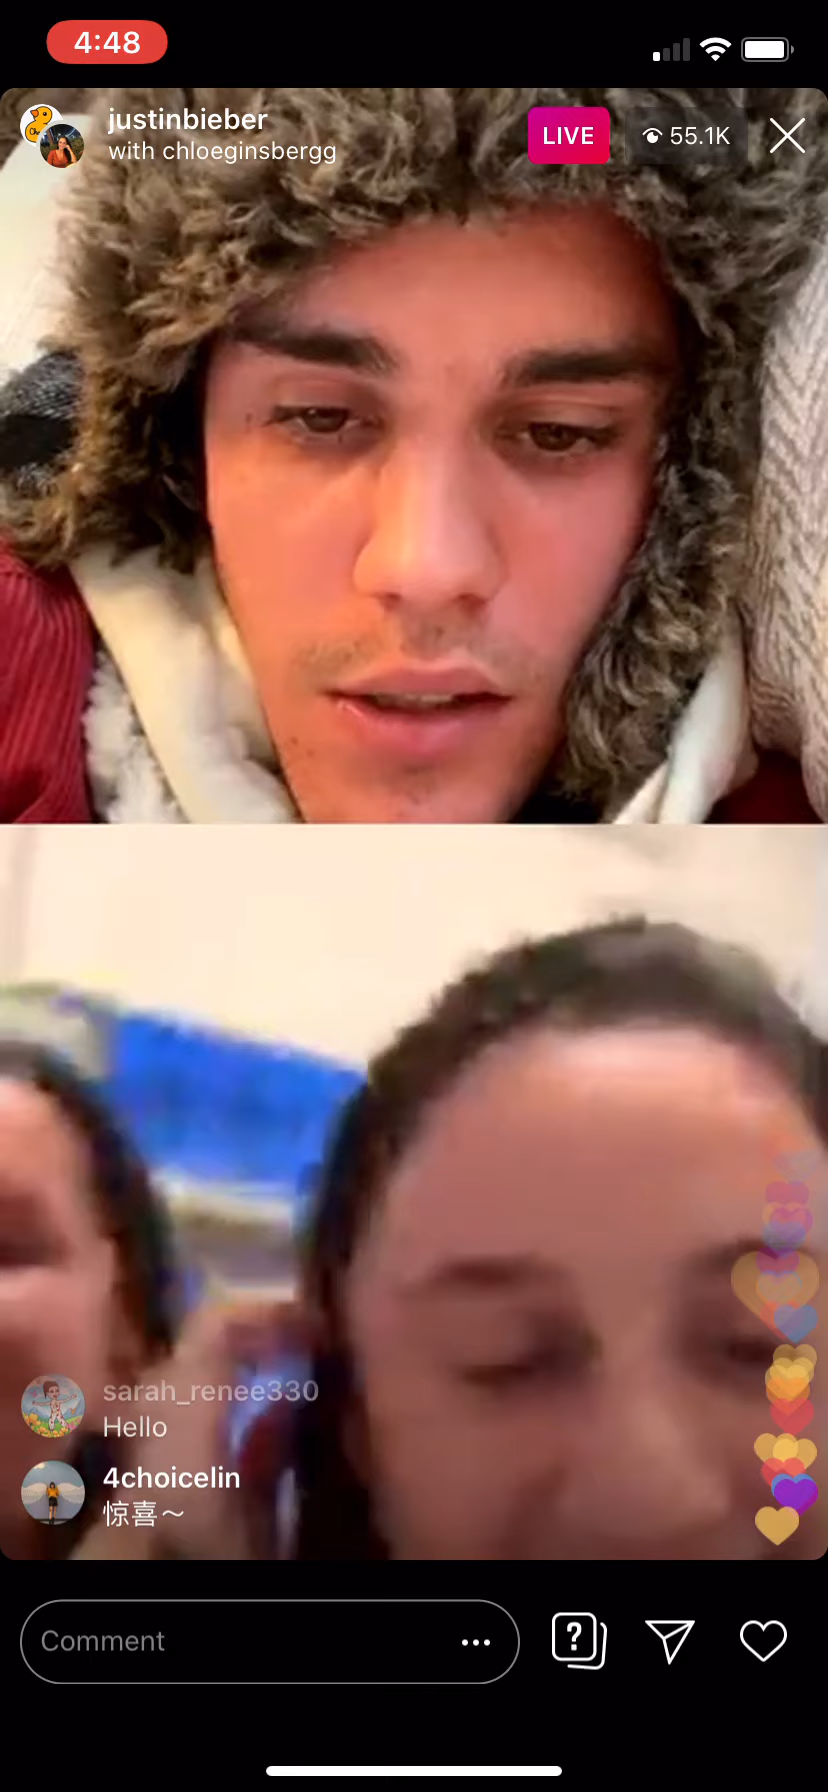 4:48
justinbieber
with chloeginsbergg
LIVE
55.1K
sarah_renee330
Hello
4choicelin
惊喜～
Comment